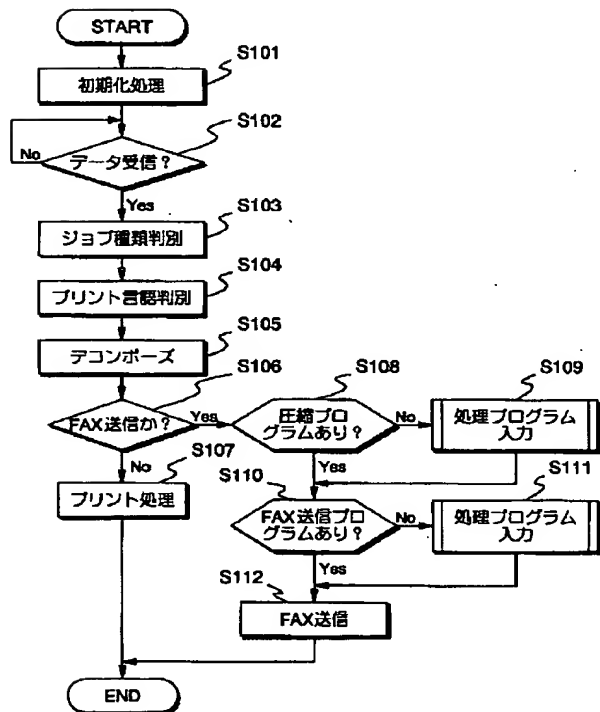 START
S101
初期化処理
S102
No
データ受信？
Yes
S103
ジョブ種類判別
S104
プリント言語判別
S105
デコンポーズ
S106
FAX送信か？
Yes
No
S107
プリント処理
S108
圧縮プロ
グラムあり？
No
Yes
S109
処理プログラム
入力
S110
FAX送信プロ
グラムあり？
No
Yes
S111
処理プログラム
入力
S112
FAX送信
END